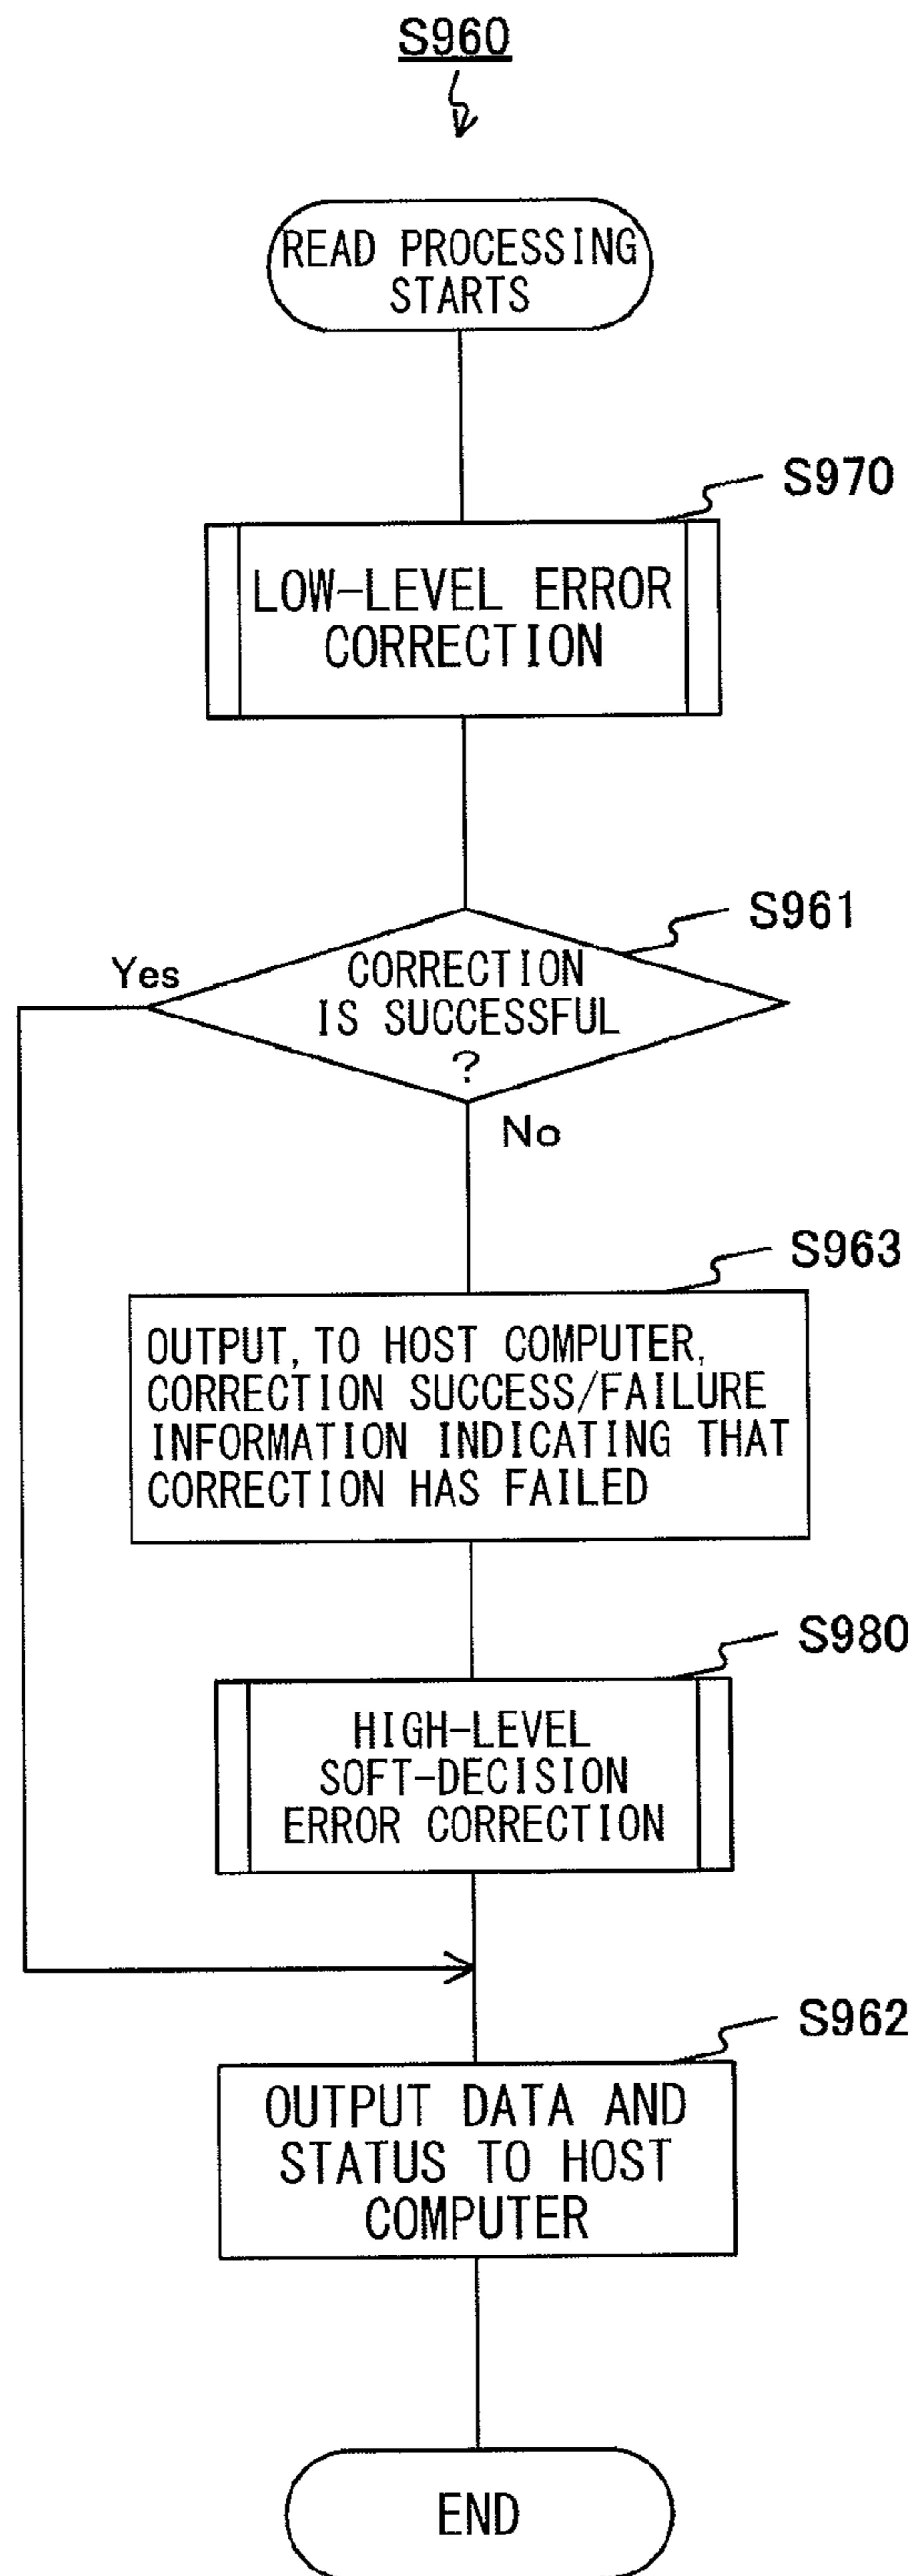 S960
READ PROCESSING
STARTS
S970
LOW-LEVEL ERROR
CORRECTION
S961
Yes
CORRECTION
IS SUCCESSFUL
?
No
S963
OUTPUT, TO HOST COMPUTER,
CORRECTION SUCCESS/FAILURE
INFORMATION INDICATING THAT
CORRECTION HAS FAILED
S980
HIGH-LEVEL
SOFT-DECISION
ERROR CORRECTION
S962
OUTPUT DATA AND
STATUS TO HOST
COMPUTER
END